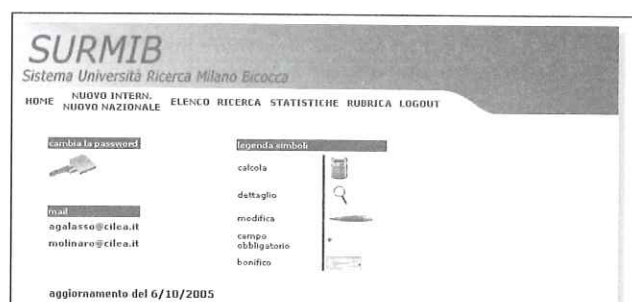 SURMIB
Sistema Università Ricerca Milano Bicocca
HOME NUOVO INTERN. NUOVO NAZIONALE ELENCO RICERCA STATISTICHE RUBRICA LOGOUT
cambia la password
legenda simboli
calcola
dettaglio
mail
agalasso@cilea.it
modifica
molinaro@cilea.it
campo
obbligatorio
*
bonifico
aggiornamento del 6/10/2005